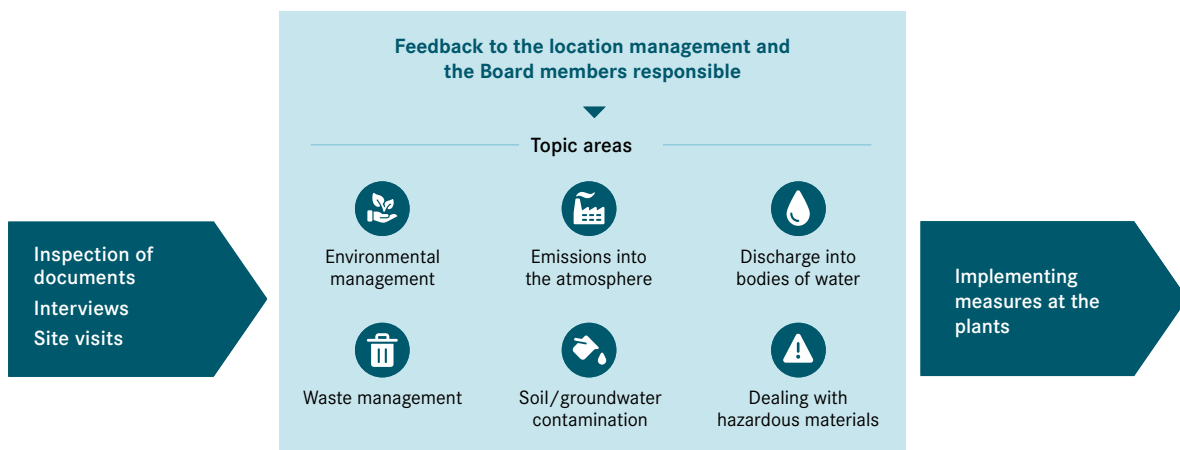 Inspection of
documents
Interviews
Site visits
Feedback to the location management and
the Board members responsible
Topic areas
Environmental
management
Emissions into
the atmosphere
Discharge into
bodies of water
Waste management
Soil/groundwater
contamination
Dealing with
hazardous materials
Implementing
measures at the
plants